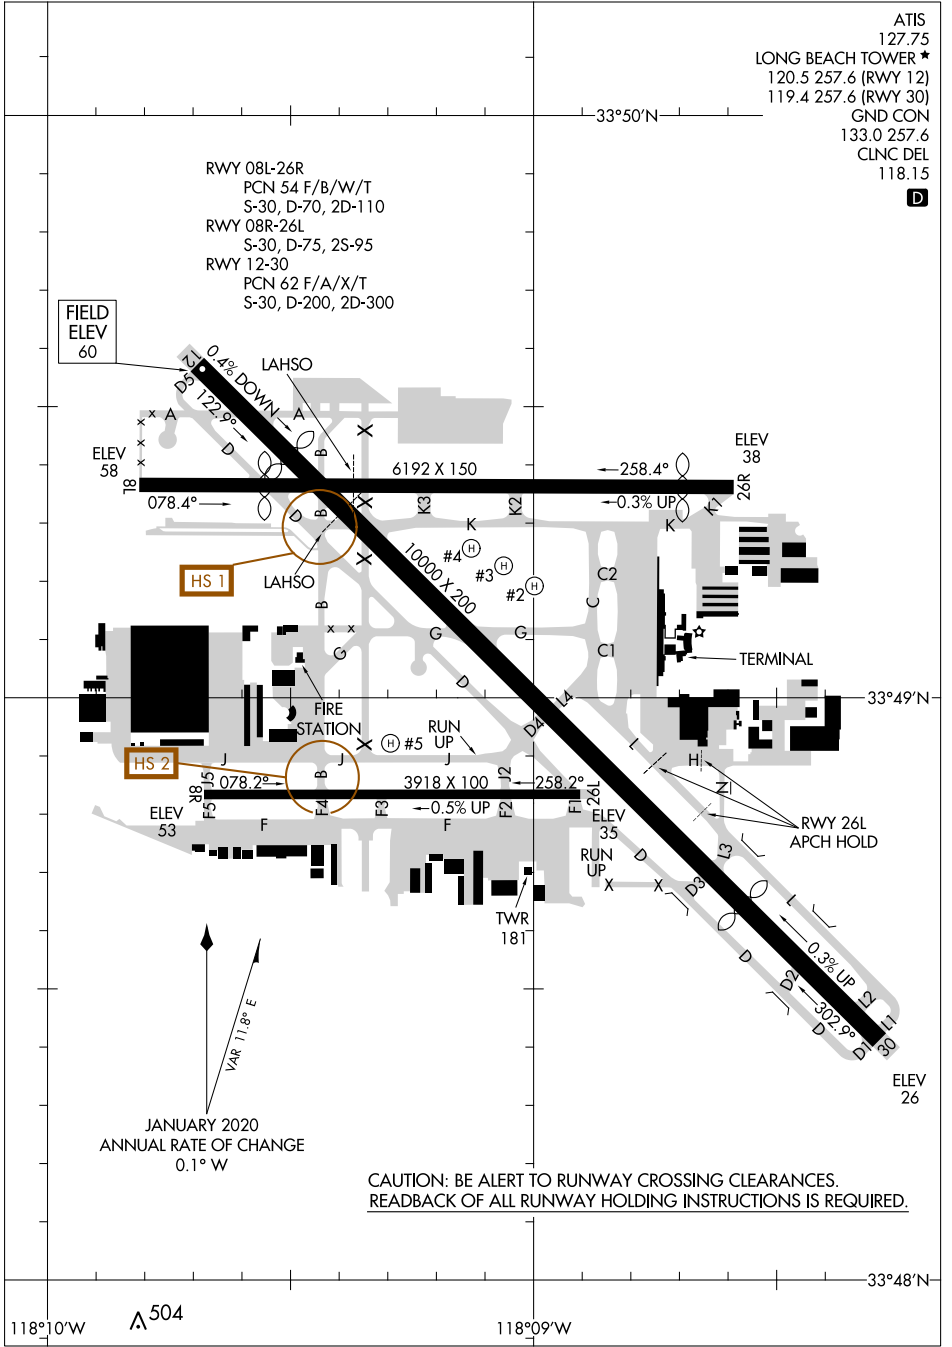 ATIS
127.75
LONG BEACH TOWER ★
120.5 257.6 (RWY 12)
119.4 257.6 (RWY 30)
GND CON
133.0 257.6
CLNC DEL
118.15
D
33°50'N
RWY 08L-26R
PCN 54 F/B/W/T
S-30, D-70, 2D-110
RWY 08R-26L
S-30, D-75, 2S-95
RWY 12-30
PCN 62 F/A/X/T
S-30, D-200, 2D-300
FIELD
ELEV
60
12
0.4% DOWN
LAHSO
D5
122.9°
A
A
X
D
B
ELEV
58
ELEV
38
6192 X 150
258.4°
8L
26R
078.4°
0.3% UP
K1
K3
K2
D
B
X
K
K
HS 1
LAHSO
X
10000 X 200
#4 H
#3 H
#2 H
C2
C
B
C1
G
G
G
TERMINAL
D
FIRE
STATION
33°49'N
L4
D4
RUN
UP
X
H #5
L
HS 2
J
J
J
H
J5
078.2°
B
3918 X 100
J2
258.2°
Z
8R
26L
F5
F4
F3
0.5% UP
F2
F1
ELEV
53
ELEV
35
F
F
RWY 26L
APCH HOLD
RUN
UP
D
L3
X
X
D3
L
TWR
181
0.3% UP
D
D2
L2
302.9°
L1
D
D1
30
VAR 11.8° E
ELEV
26
JANUARY 2020
ANNUAL RATE OF CHANGE
0.1° W
CAUTION: BE ALERT TO RUNWAY CROSSING CLEARANCES.
READBACK OF ALL RUNWAY HOLDING INSTRUCTIONS IS REQUIRED.
33°48'N
504
118°10'W
118°09'W